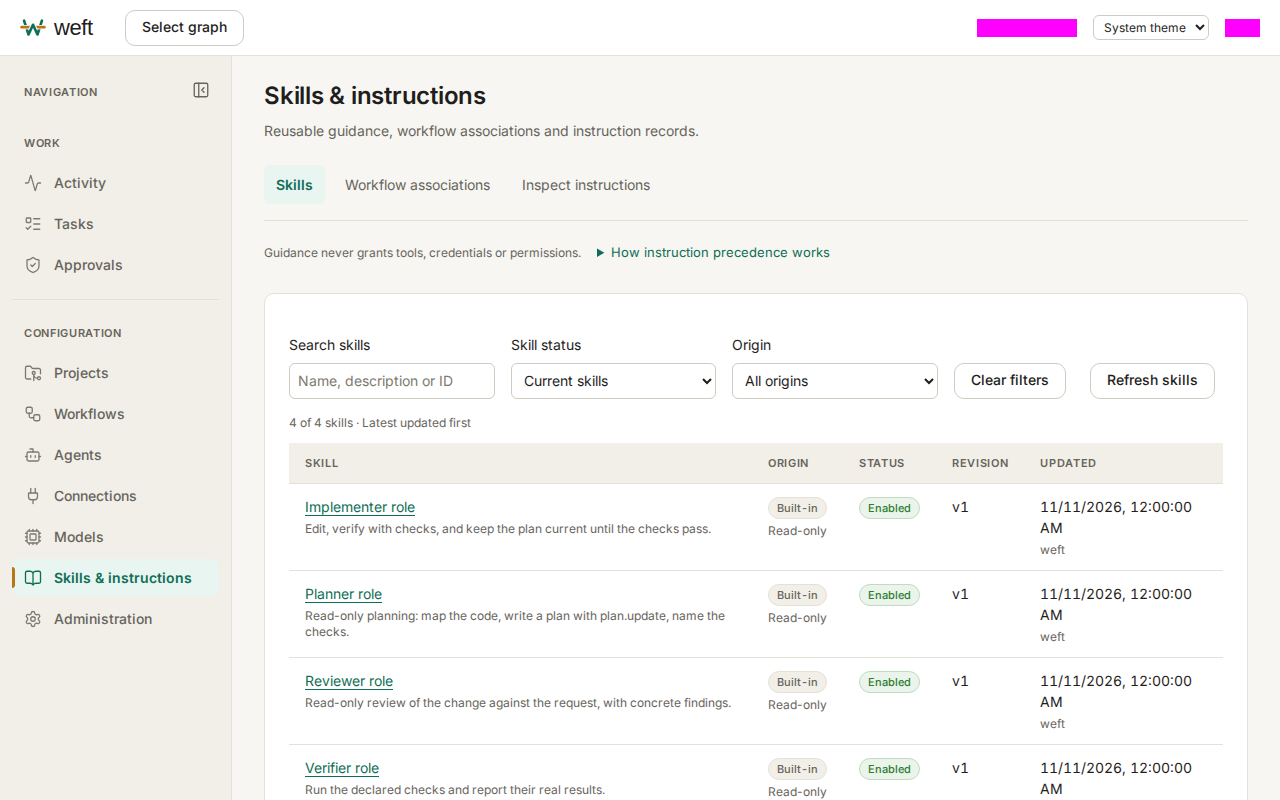 weft
Select graph
System theme
NAVIGATION
WORK
Activity
Tasks
Approvals
CONFIGURATION
Projects
Workflows
Agents
Connections
Models
Skills & instructions
Administration
Skills & instructions
Reusable guidance, workflow associations and instruction records.
Skills Workflow associations Inspect instructions
Guidance never grants tools, credentials or permissions. How instruction precedence works
Search skills Skill status Origin
Name, description or ID Current skills All origins Clear filters Refresh skills
4 of 4 skills · Latest updated first
SKILL ORIGIN STATUS REVISION UPDATED
Implementer role Built-in Enabled v1 11/11/2026, 12:00:00
Edit, verify with checks, and keep the plan current until the checks pass. Read-only AM
weft
Planner role Built-in Enabled v1 11/11/2026, 12:00:00
Read-only planning: map the code, write a plan with plan.update, name the Read-only AM
checks. weft
Reviewer role Built-in Enabled v1 11/11/2026, 12:00:00
Read-only review of the change against the request, with concrete findings. Read-only AM
weft
Verifier role Built-in Enabled v1 11/11/2026, 12:00:00
Run the declared checks and report their real results. Read-only AM